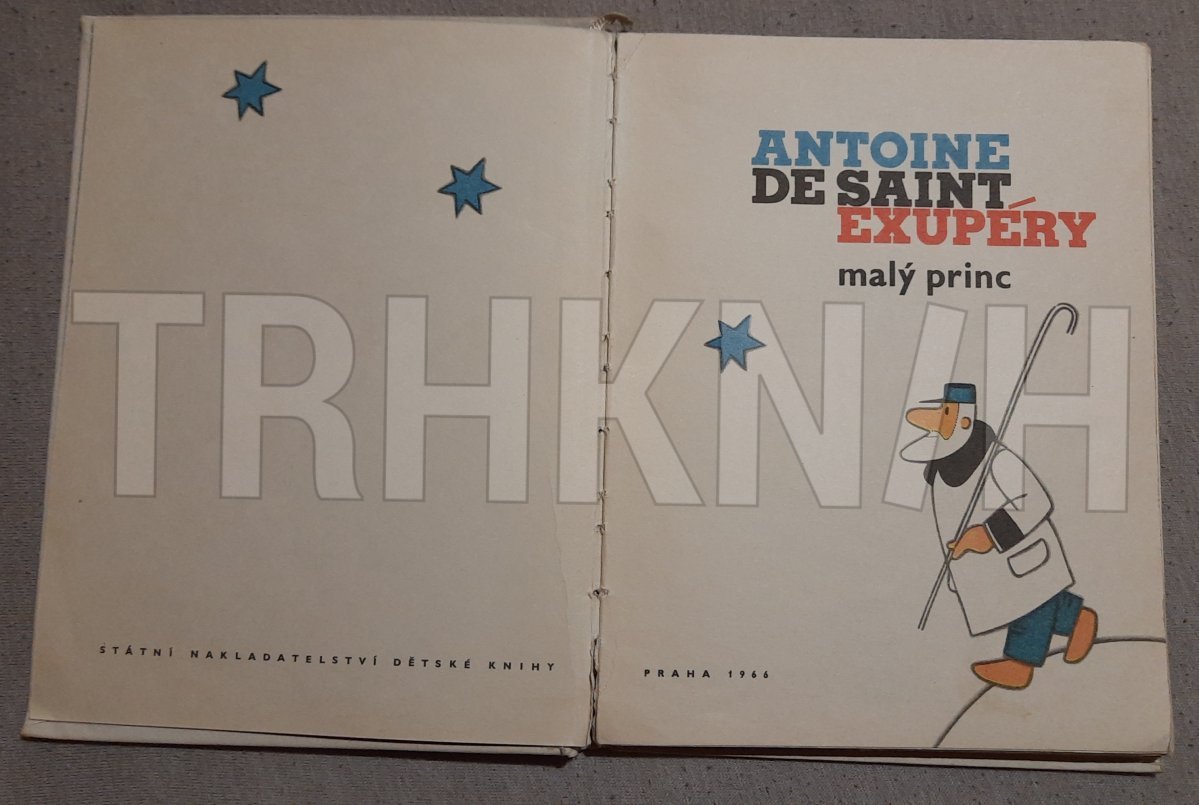 STÁTNÍ NAKLADATELSTVÍ DĚTSKÉ KNIHY
ANTOINE
DE SAINT
EXUPÉRY
malý princ
TRHKNIH
PRAHA 1966